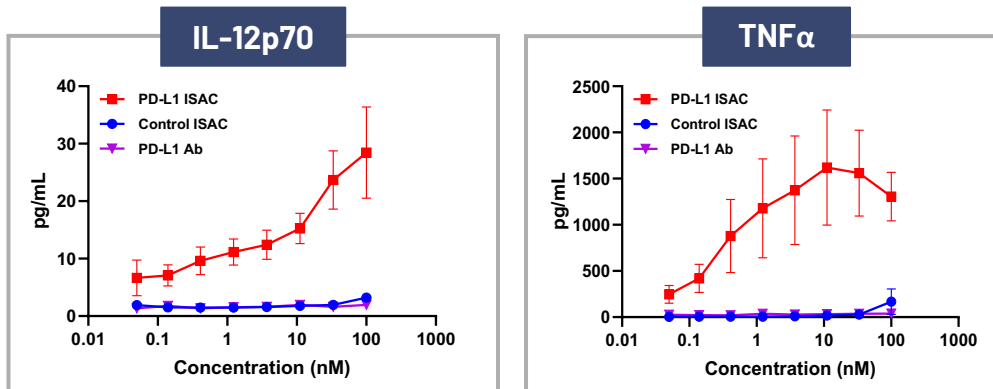 IL-12p70
40
30
20
10
0
pg/mL
PD-L1 ISAC
Control ISAC
PD-L1 Ab
0.01 0.1 1 10 100 1000
Concentration (nM)
TNFα
2500
2000
1500
1000
500
0
pg/mL
PD-L1 ISAC
Control ISAC
PD-L1 Ab
0.01 0.1 1 10 100 1000
Concentration (nM)